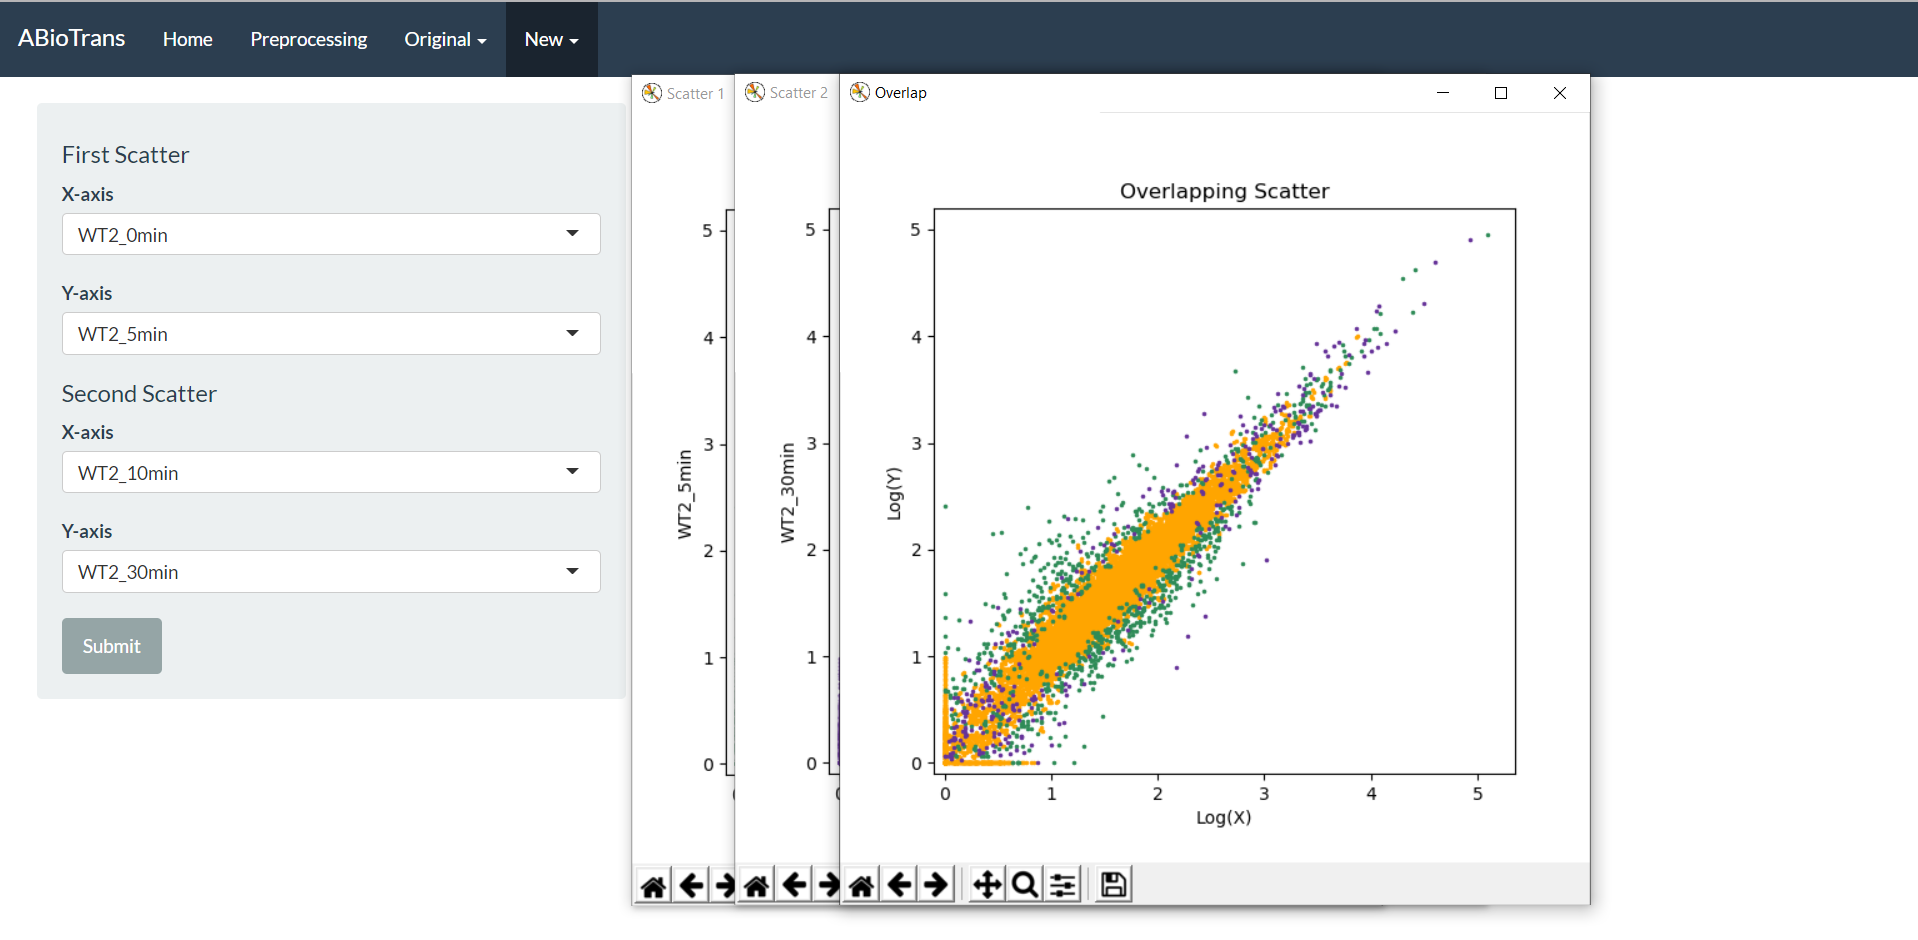 ABioTrans Home Preprocessing Original New
First Scatter
X-axis
WT2_0min
Y-axis
WT2_5min
Second Scatter
X-axis
WT2_10min
Y-axis
WT2_30min
Submit
Scatter 1
5
4
3
2
1
0
WT2_5min
Scatter 2
5
4
3
2
1
0
WT2_30min
Overlap
Overlapping Scatter
5
4
3
2
1
0
Log(Y)
0 1 2 3 4 5
Log(X)